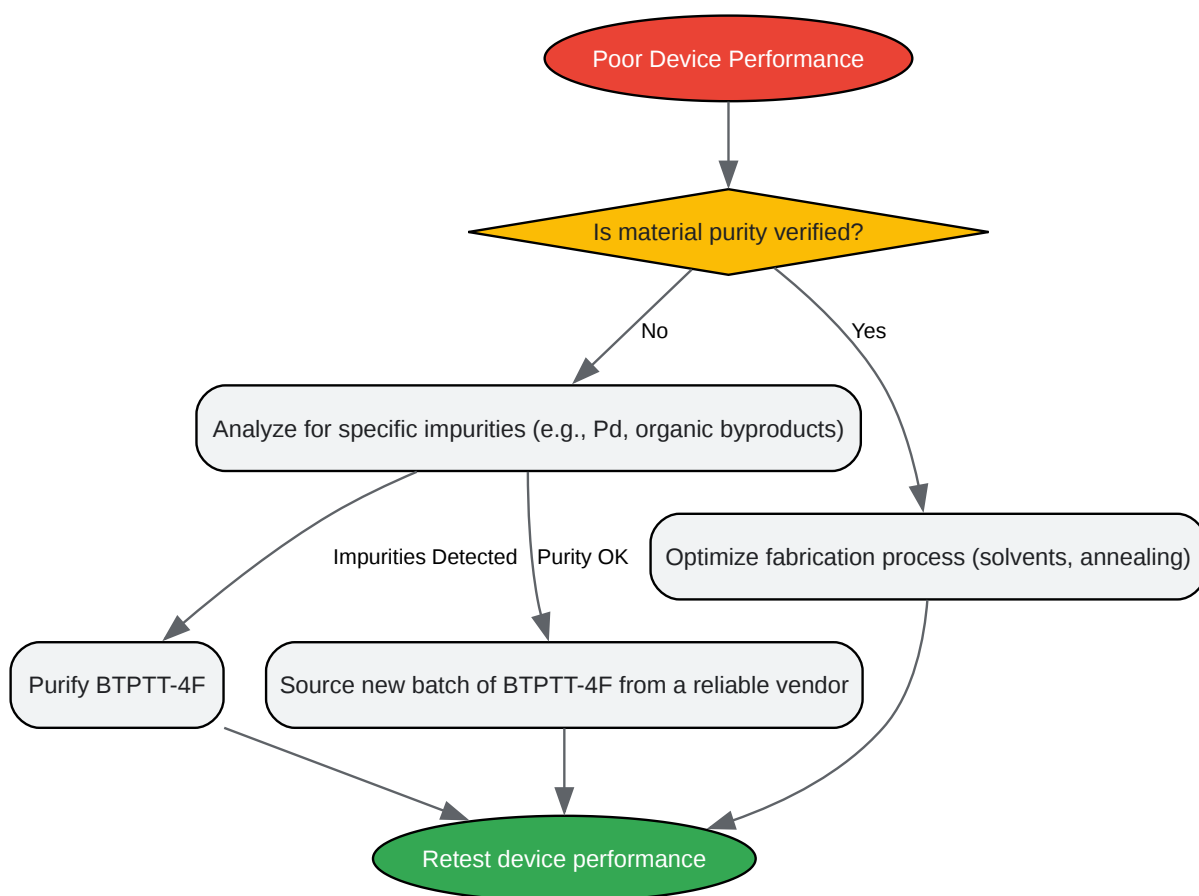 Poor Device Performance
Is material purity verified?
No
Yes
Analyze for specific impurities (e.g., Pd, organic byproducts)
Impurities Detected
Purity OK
Optimize fabrication process (solvents, annealing)
Purify BTPTT-4F
Source new batch of BTPTT-4F from a reliable vendor
Retest device performance